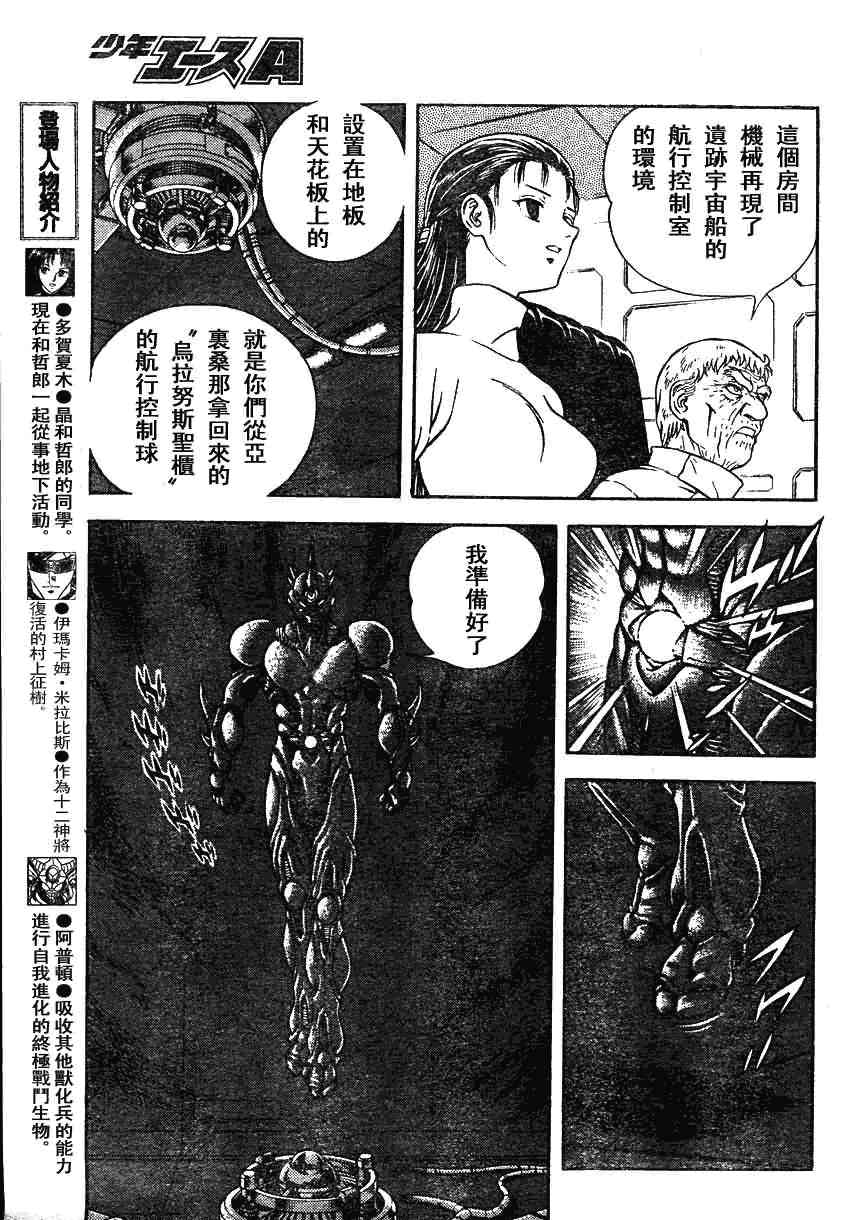 少年エースA
這個房間
機械再現了
遺跡宇宙船的
航行控制室
的環境
設置在地板
和天花板上的
就是你們從亞
裏桑那拿回來的
〝烏拉努斯聖櫃〞
的航行控制球
我準備好了
登場人物紹介
●多賀夏木●晶和哲郎的同學。
現在和哲郎一起從事地下活動。
●伊瑪卡姆·米拉比斯●作為十二神將
復活的村上征樹。
●阿普頓●吸收其他獸化兵的能力
進行自我進化的終極戰鬥生物。